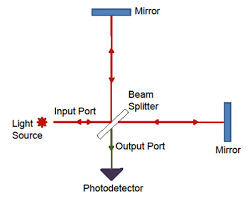 Mirror
Beam
Splitter
Input Port
Light
Source
Output Port
Mirror
Photodetector